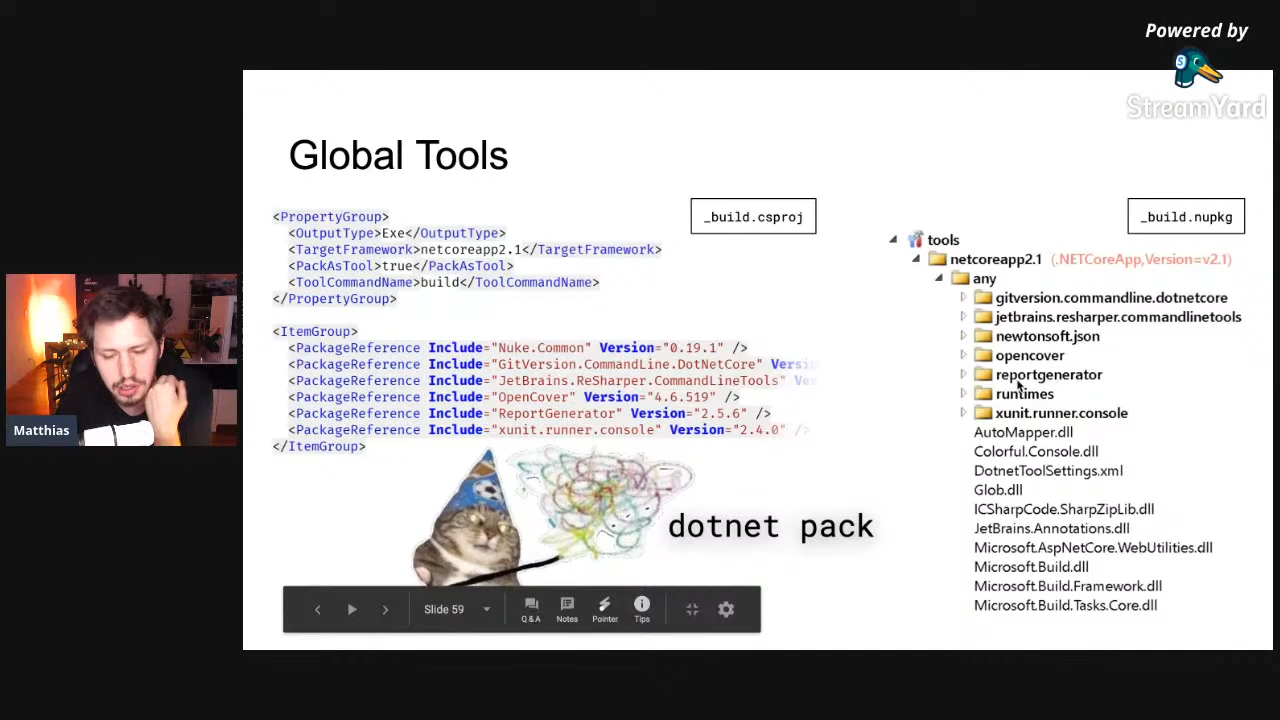 Powered by
StreamYard
Global Tools
_build.csproj
_build.nupkg
<PropertyGroup>
<OutputType>Exe</OutputType>
<TargetFramework>netcoreapp2.1</TargetFramework>
<PackAsTool>true</PackAsTool>
<ToolCommandName>build</ToolCommandName>
</PropertyGroup>
<ItemGroup>
<PackageReference Include="Nuke.Common" Version="0.19.1" />
<PackageReference Include="GitVersion.CommandLine.DotNetCore" Versi
<PackageReference Include="JetBrains.ReSharper.CommandLineTools" Ve
<PackageReference Include="OpenCover" Version="4.6.519" />
<PackageReference Include="ReportGenerator" Version="2.5.6" />
<PackageReference Include="xunit.runner.console" Version="2.4.0" />
</ItemGroup>
dotnet pack
tools
netcoreapp2.1 (.NETCoreApp,Version=v2.1)
any
gitversion.commandline.dotnetcore
jetbrains.resharper.commandlinetools
newtonsoft.json
opencover
reportgenerator
runtimes
xunit.runner.console
AutoMapper.dll
Colorful.Console.dll
DotnetToolSettings.xml
Glob.dll
ICSharpCode.SharpZipLib.dll
JetBrains.Annotations.dll
Microsoft.AspNetCore.WebUtilities.dll
Microsoft.Build.dll
Microsoft.Build.Framework.dll
Microsoft.Build.Tasks.Core.dll
Slide 59
Q & A
Notes
Pointer
Tips
Matthias